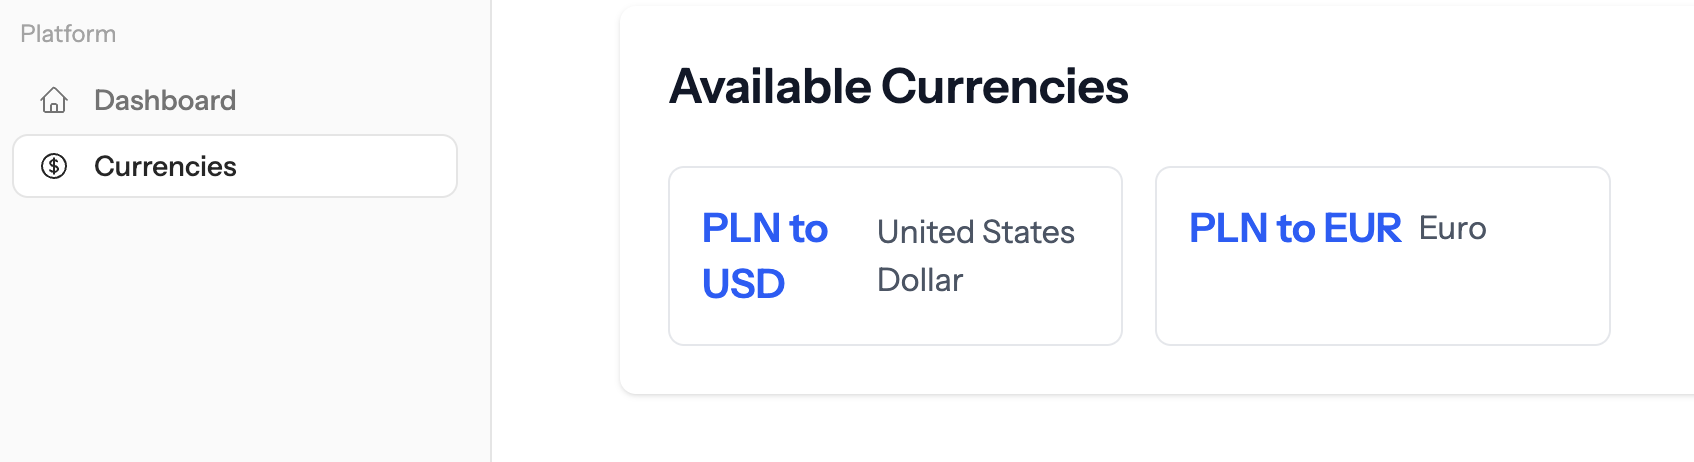 Platform
Dashboard
Currencies
Available Currencies
PLN to
USD
United States
Dollar
PLN to EUR
Euro